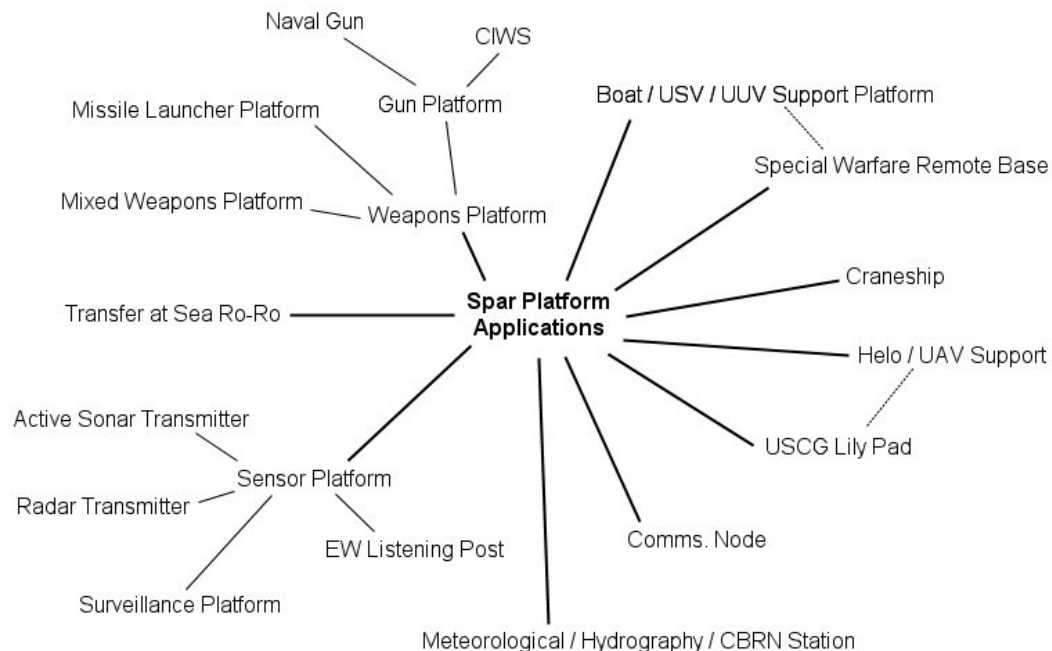 Naval Gun
CIWS
Gun Platform
Boat / USV / UUV Support Platform
Missile Launcher Platform
Special Warfare Remote Base
Mixed Weapons Platform
Weapons Platform
Craneship
Spar Platform
Applications
Transfer at Sea Ro-Ro
Helo / UAV Support
Active Sonar Transmitter
USCG Lily Pad
Sensor Platform
Radar Transmitter
Comms. Node
EW Listening Post
Surveillance Platform
Meteorological / Hydrography / CBRN Station